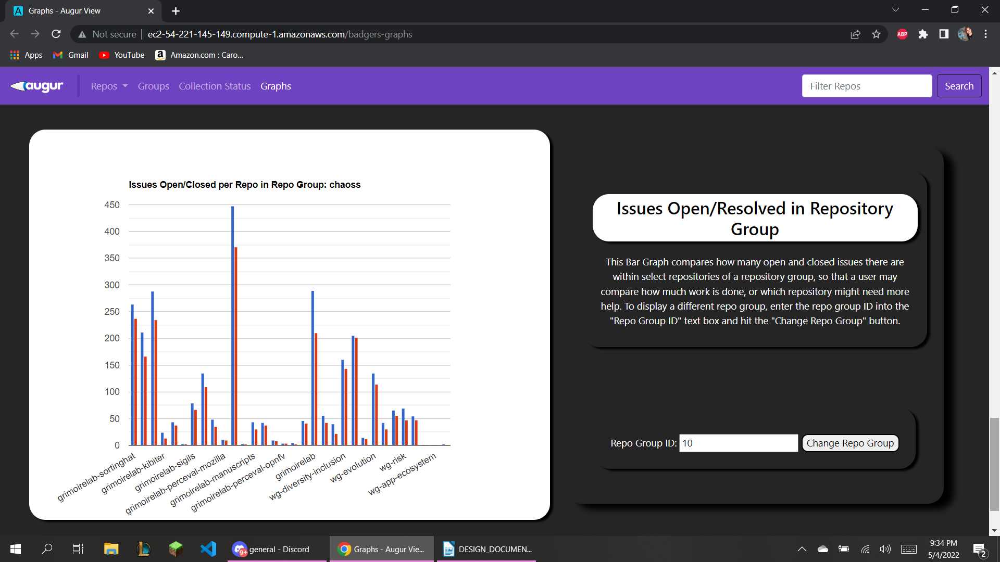 A Graphs - Augur View
Not secure ec2-54-221-145-149.compute-1.amazonaws.com/badgers-graphs
ABP
Apps Gmail YouTube a Amazon.com : Caro...
augur Repos Groups Collection Status Graphs Filter Repos Search
Issues Open/Closed per Repo in Repo Group: chaoss
450
400
350
300
250
200
150
100
50
0
grimoirelab-sortinghat
grimoirelab-kibiter
grimoirelab-sigils
grimoirelab-perceval-mozilla
grimoirelab-manuscripts
grimoirelab-perceval-opnfv
grimoirelab
wg-diversity-inclusion
wg-evolution
wg-risk
wg-app-ecosystem
Issues Open/Resolved in Repository
Group
This Bar Graph compares how many open and closed issues there are
within select repositories of a repository group, so that a user may
compare how much work is done, or which repository might need more
help. To display a different repo group, enter the repo group ID into the
"Repo Group ID" text box and hit the "Change Repo Group" button.
Repo Group ID: 10 Change Repo Group
9+ general - Discord Graphs - Augur Vie... DESIGN_DOCUMEN...
9:34 PM
5/4/2022
2